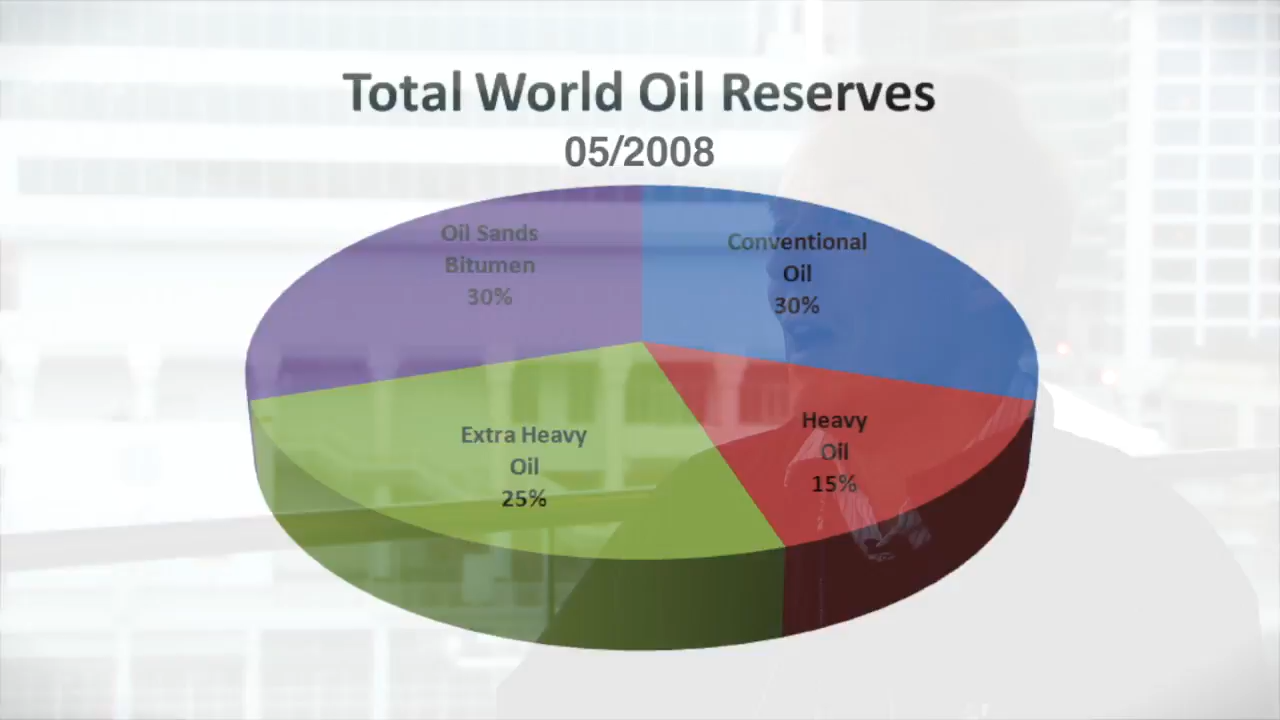 Total World Oil Reserves
05/2008
Oil Sands
Bitumen
30%
Conventional
Oil
30%
Extra Heavy
Oil
25%
Heavy
Oil
15%